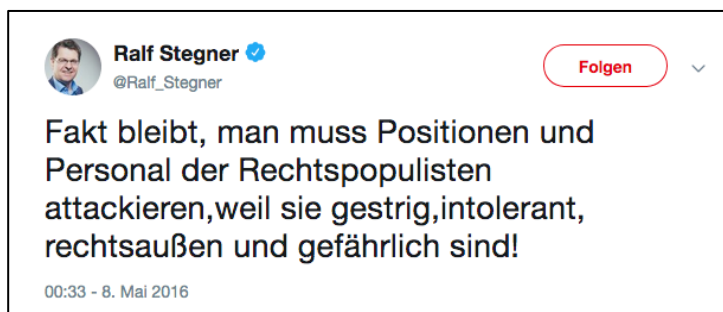 Ralf Stegner
@Ralf_Stegner
Folgen
Fakt bleibt, man muss Positionen und
Personal der Rechtspopulisten
attackieren,weil sie gestrig,intolerant,
rechtsaußen und gefährlich sind!
00:33 - 8. Mai 2016